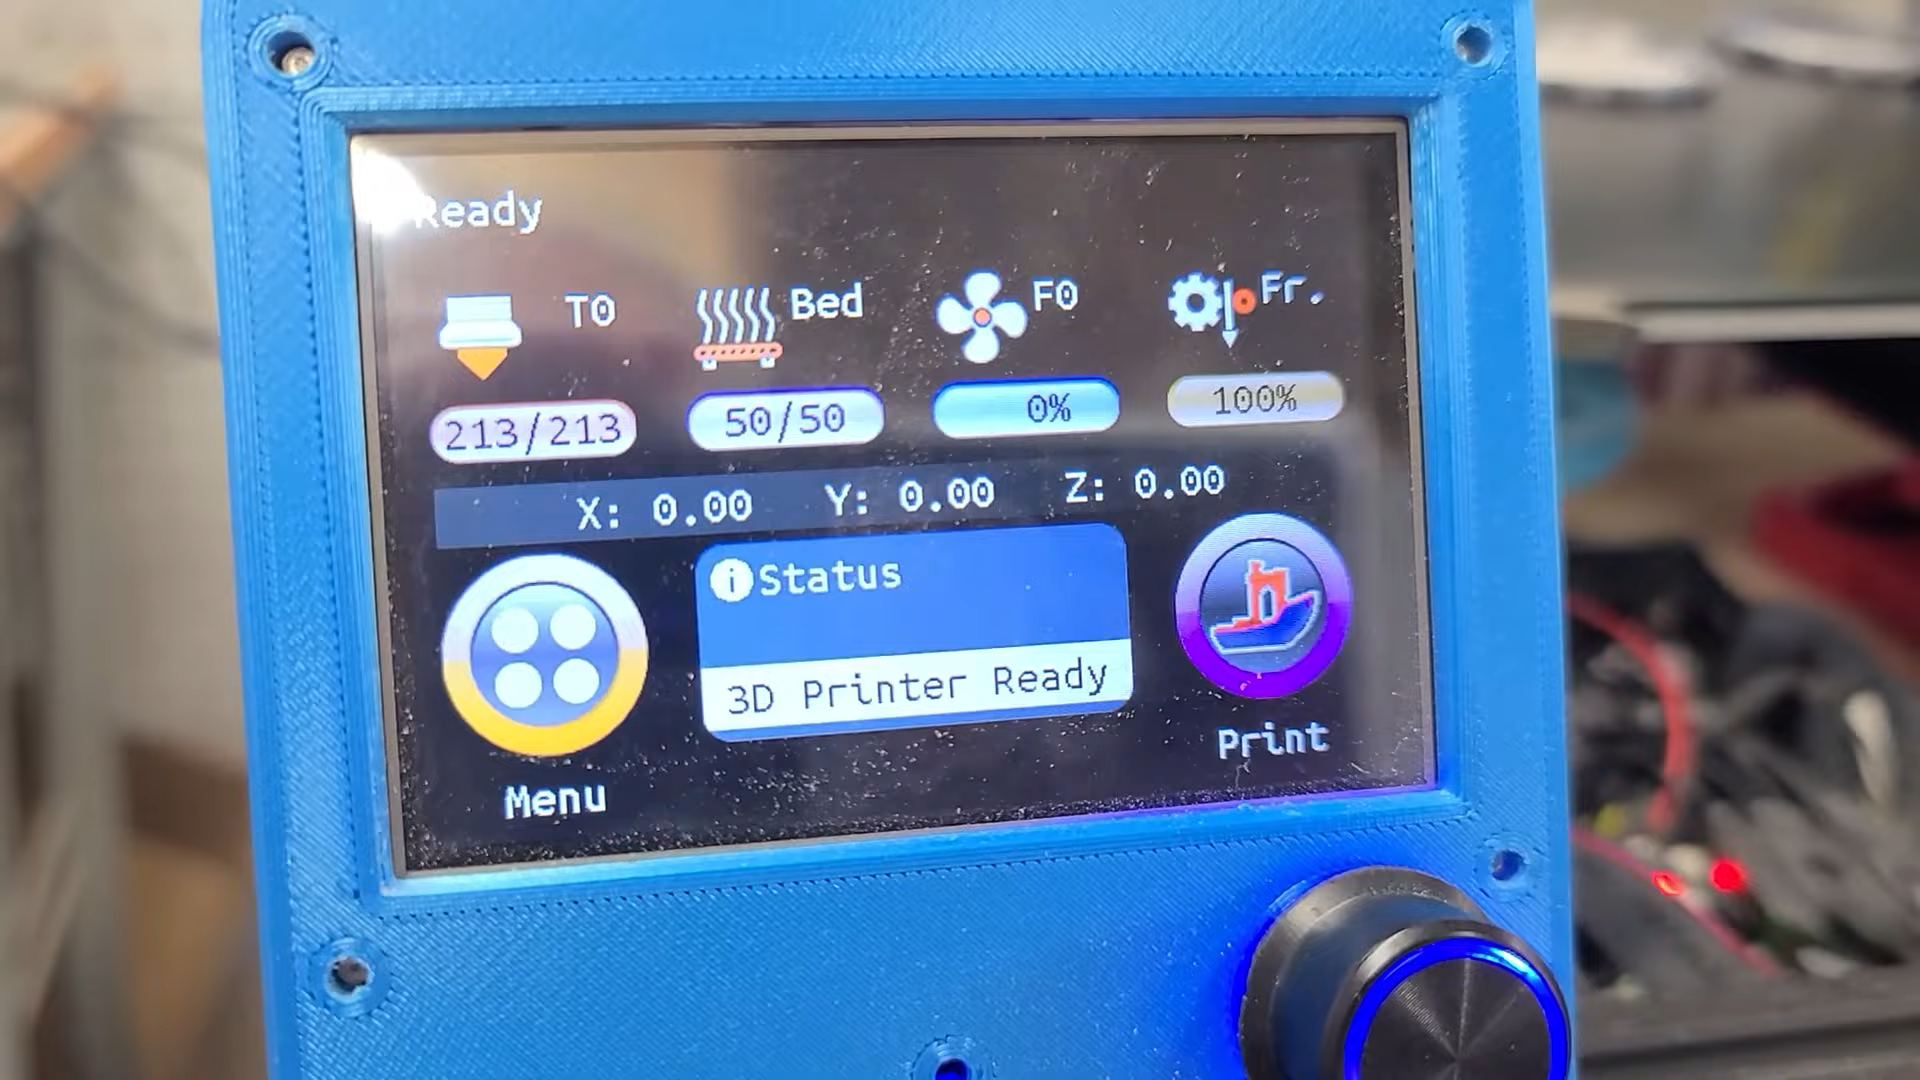 Ready
T0 Bed F0 Fr.
213/213 50/50 0% 100%
X: 0.00 Y: 0.00 Z: 0.00
Status
3D Printer Ready
Menu
Print